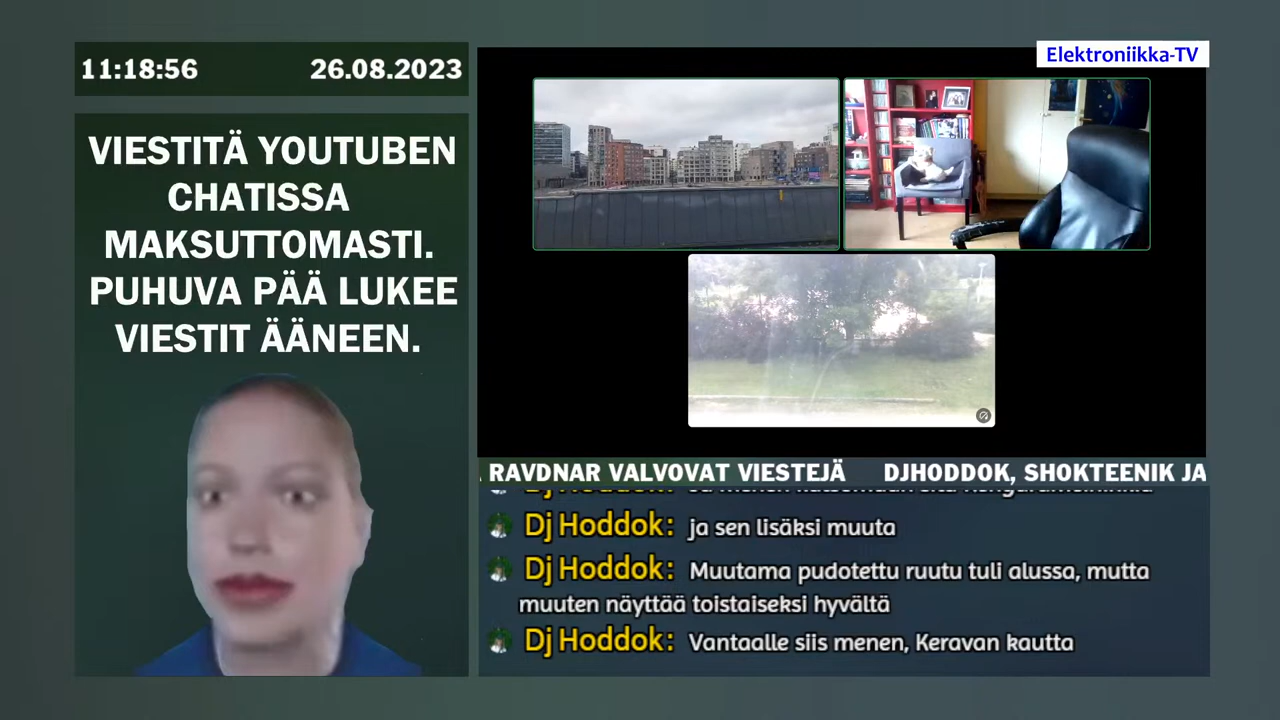 11:18:56 26.08.2023
Elektroniikka-TV
VIESTITÄ YOUTUBEN
CHATISSA
MAKSUTTOMASTI.
PUHUVA PÄÄ LUKEE
VIESTIT ÄÄNEEN.
RAVDNAR VALVOVAT VIESTEJÄ DJHODDOK, SHOKTEENIK JA
Dj Hoddok:
Dj Hoddok: ja sen lisäksi muuta
Dj Hoddok: Muutama pudotettu ruutu tuli alussa, mutta
muuten näyttää toistaiseksi hyvältä
Dj Hoddok: Vantaalle siis menen, Keravan kautta